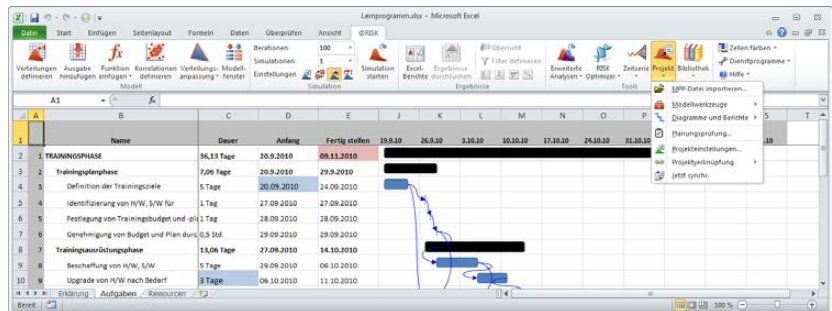 Lernprogramm.xlsx - Microsoft Excel
Datei Start Einfügen Seitenlayout Formeln Daten Überprüfen Ansicht @RISK
Verteilungen definieren
Ausgabe hinzufügen
Funktion einfügen
Korrelationen definieren
Verteilungs-anpassung
Modell-fenster
Modell
Iterationen 100
Simulationen 1
Einstellungen
Simulation starten
Simulation
Excel-Berichte
Ergebnisse durchsuchen
Übersicht
Filter definieren
Ergebnisse
Erweiterte Analysen
RISK Optimizer
Zeitserie
Projekt
Bibliothek
Zellen färben
Dienstprogramme
Hilfe
Tools
MPP-Datei importieren...
Modellwerkzeuge
Diagramme und Berichte
Planungsprüfung...
Projekteinstellungen...
Projektverknüpfung
Jetzt synchr.
A1 fx
A B C D E J K L M N O P S T
1 Name Dauer Anfang Fertig stellen 19.9.10 26.9.10 3.10.10 10.10.10 17.10.10 24.10.10 31.10.10
2 1 TRAININGSPHASE 36,13 Tage 20.9.2010 09.11.2010
3 2 Trainingsplenphase 7,06 Tage 20.9.2010 29.9.2010
4 3 Definition der Trainingsziele 5 Tage 20.09.2010 24.09.2010
5 4 Identifizierung von H/W, S/W für 1 Tag 27.09.2010 27.09.2010
6 5 Festlegung von Trainingsbudget und -pl 1 Tag 28.09.2010 28.09.2010
7 6 Genehmigung von Budget und Plan durc 0,5 Std. 29.09.2010 29.09.2010
8 7 Trainingsausrüstungsphase 13,06 Tage 27.09.2010 14.10.2010
9 8 Beschaffung von H/W, S/W 5 Tage 29.09.2010 06.10.2010
10 9 Upgrade von H/W nach Bedarf 3 Tage 06.10.2010 11.10.2010
Erklärung Aufgaben Ressourcen
Bereit 100 %